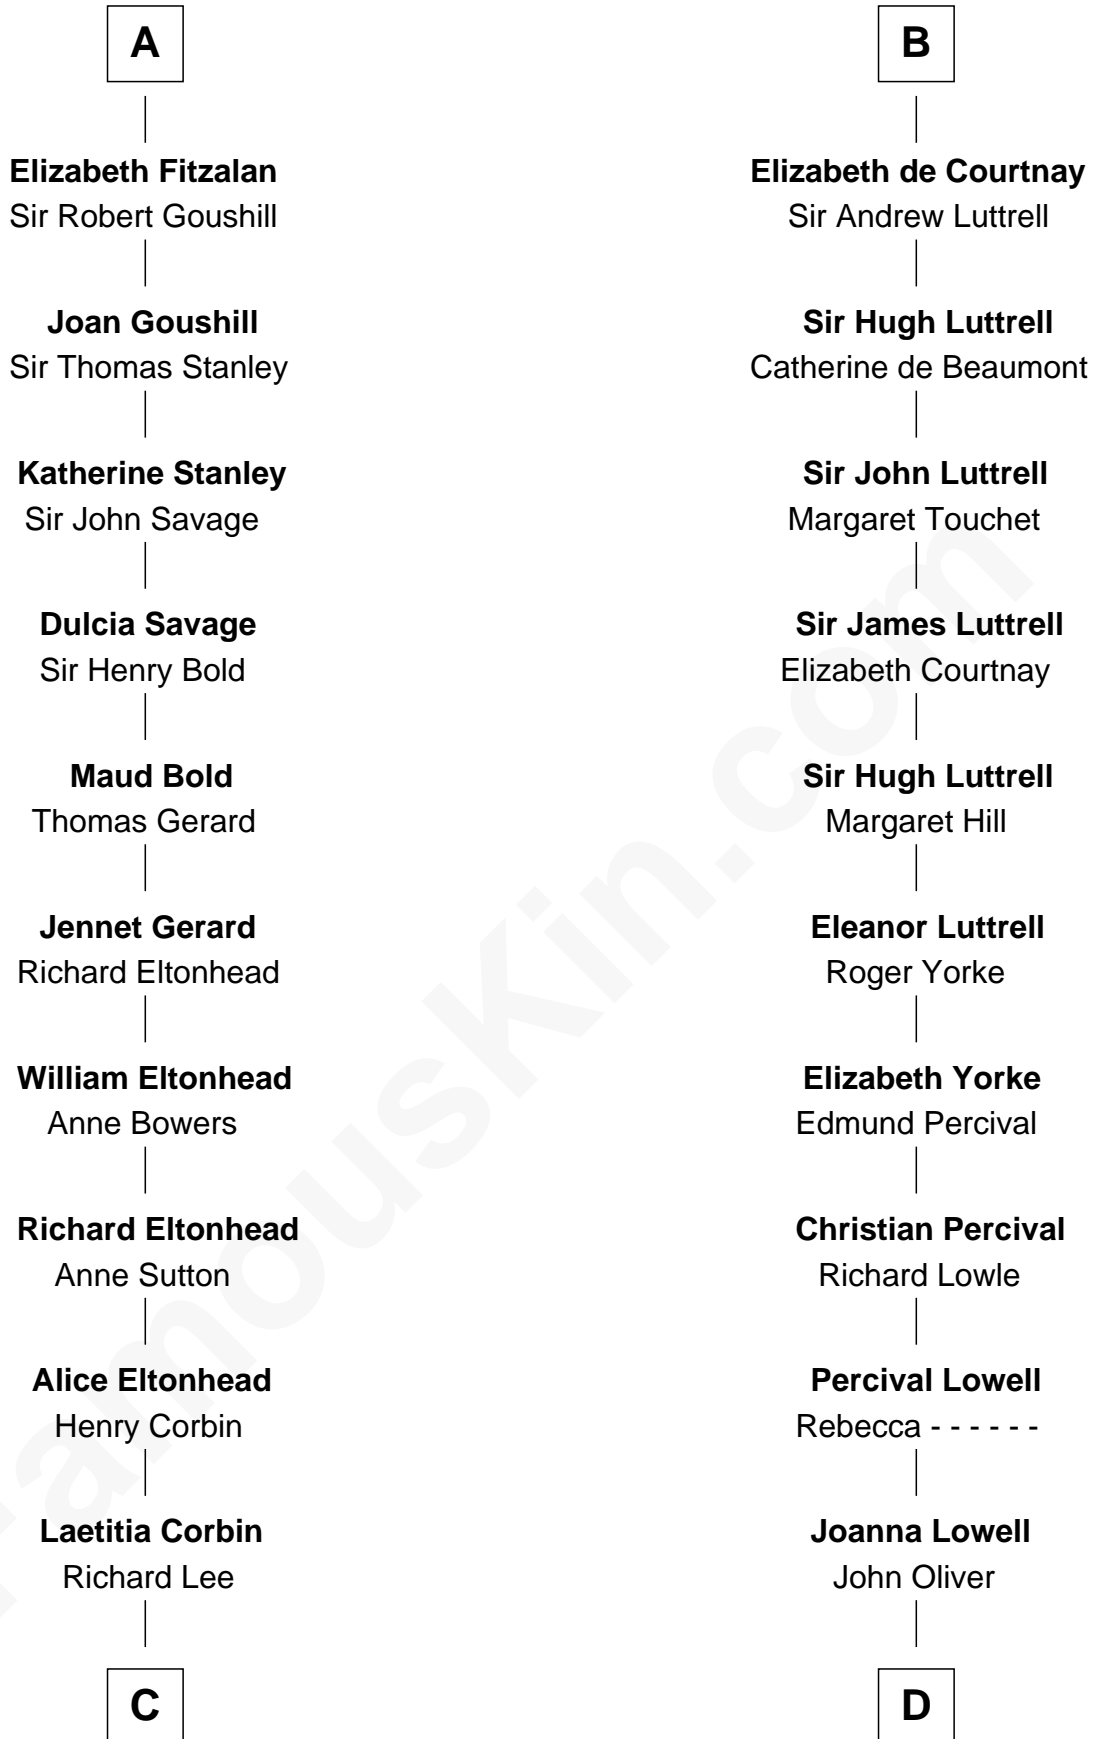 A
Elizabeth Fitzalan
Sir Robert Goushill
Joan Goushill
Sir Thomas Stanley
Katherine Stanley
Sir John Savage
Dulcia Savage
Sir Henry Bold
Maud Bold
Thomas Gerard
Jennet Gerard
Richard Eltonhead
William Eltonhead
Anne Bowers
Richard Eltonhead
Anne Sutton
Alice Eltonhead
Henry Corbin
Laetitia Corbin
Richard Lee
C
B
Elizabeth de Courtnay
Sir Andrew Luttrell
Sir Hugh Luttrell
Catherine de Beaumont
Sir John Luttrell
Margaret Touchet
Sir James Luttrell
Elizabeth Courtnay
Sir Hugh Luttrell
Margaret Hill
Eleanor Luttrell
Roger Yorke
Elizabeth Yorke
Edmund Percival
Christian Percival
Richard Lowle
Percival Lowell
Rebecca - - - - - -
Joanna Lowell
John Oliver
D
FamousKin.com